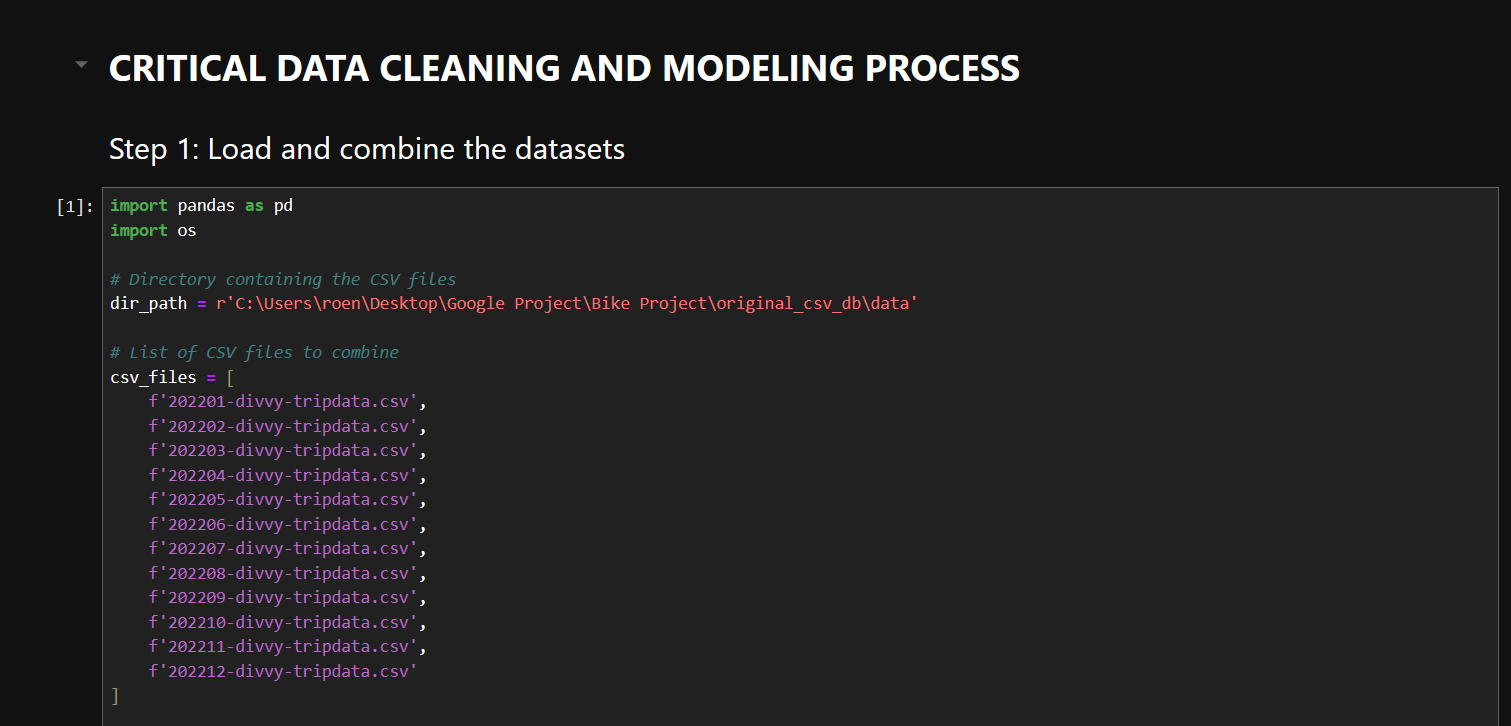 CRITICAL DATA CLEANING AND MODELING PROCESS
Step 1: Load and combine the datasets
[1]:
import pandas as pd
import os
# Directory containing the CSV files
dir_path = r'C:\Users\roen\Desktop\Google Project\Bike Project\original_csv_db\data'
# List of CSV files to combine
csv_files = [
    f'202201-divvy-tripdata.csv',
    f'202202-divvy-tripdata.csv',
    f'202203-divvy-tripdata.csv',
    f'202204-divvy-tripdata.csv',
    f'202205-divvy-tripdata.csv',
    f'202206-divvy-tripdata.csv',
    f'202207-divvy-tripdata.csv',
    f'202208-divvy-tripdata.csv',
    f'202209-divvy-tripdata.csv',
    f'202210-divvy-tripdata.csv',
    f'202211-divvy-tripdata.csv',
    f'202212-divvy-tripdata.csv'
]